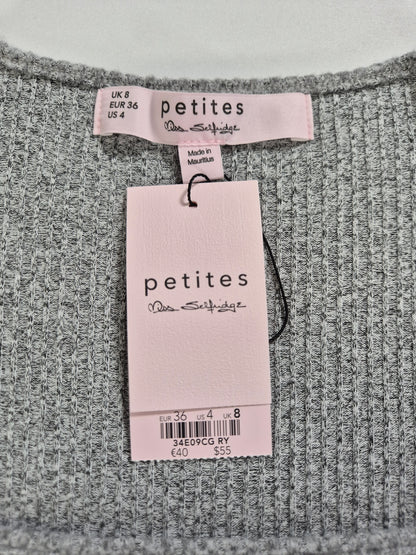 UK 8
EUR 36
US 4
petites
Miss Selfridge
Made in
Mauritius
petites
Miss Selfridge
EUR 36 US 4 UK 8
34E09CG RY
€40 $55